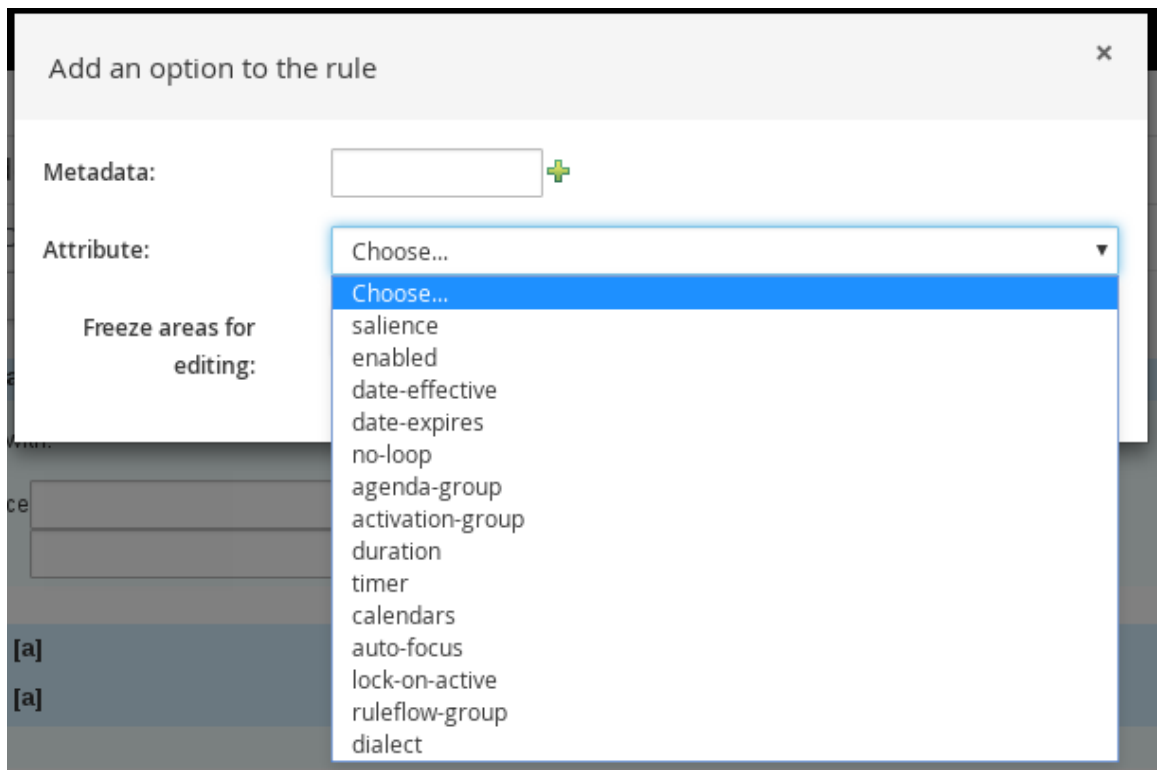 Add an option to the rule
×
Metadata:
Attribute:
Choose...
Choose...
Freeze areas for
editing:
salience
enabled
date-effective
date-expires
no-loop
agenda-group
activation-group
duration
timer
calendars
auto-focus
lock-on-active
ruleflow-group
dialect
ce
[a]
[a]